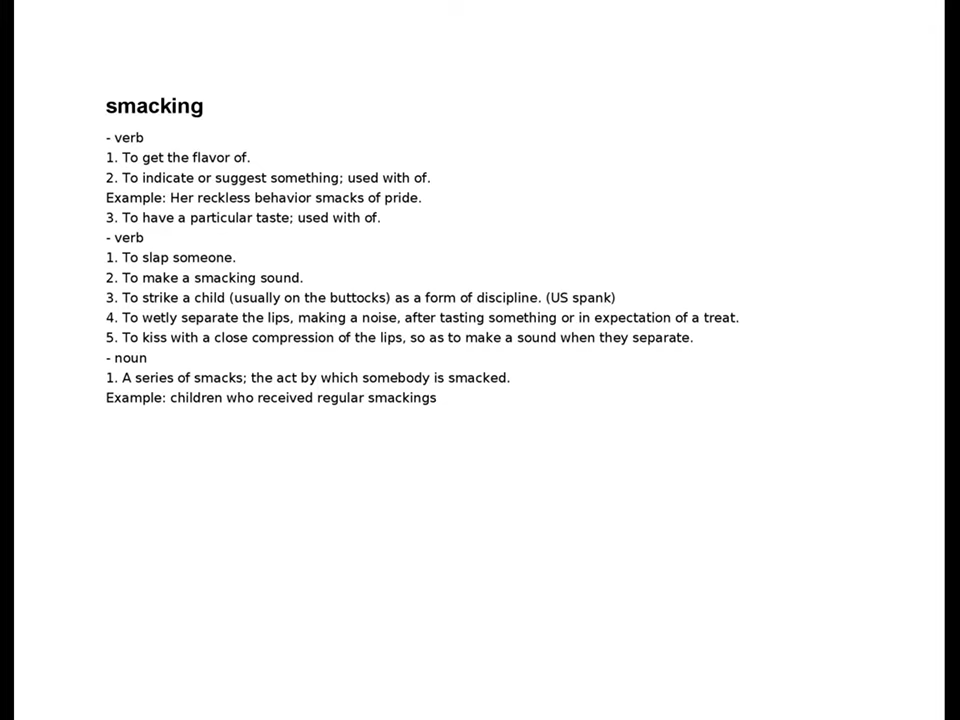 smacking
- verb
1. To get the flavor of.
2. To indicate or suggest something; used with of.
Example: Her reckless behavior smacks of pride.
3. To have a particular taste; used with of.
- verb
1. To slap someone.
2. To make a smacking sound.
3. To strike a child (usually on the buttocks) as a form of discipline. (US spank)
4. To wetly separate the lips, making a noise, after tasting something or in expectation of a treat.
5. To kiss with a close compression of the lips, so as to make a sound when they separate.
- noun
1. A series of smacks; the act by which somebody is smacked.
Example: children who received regular smackings